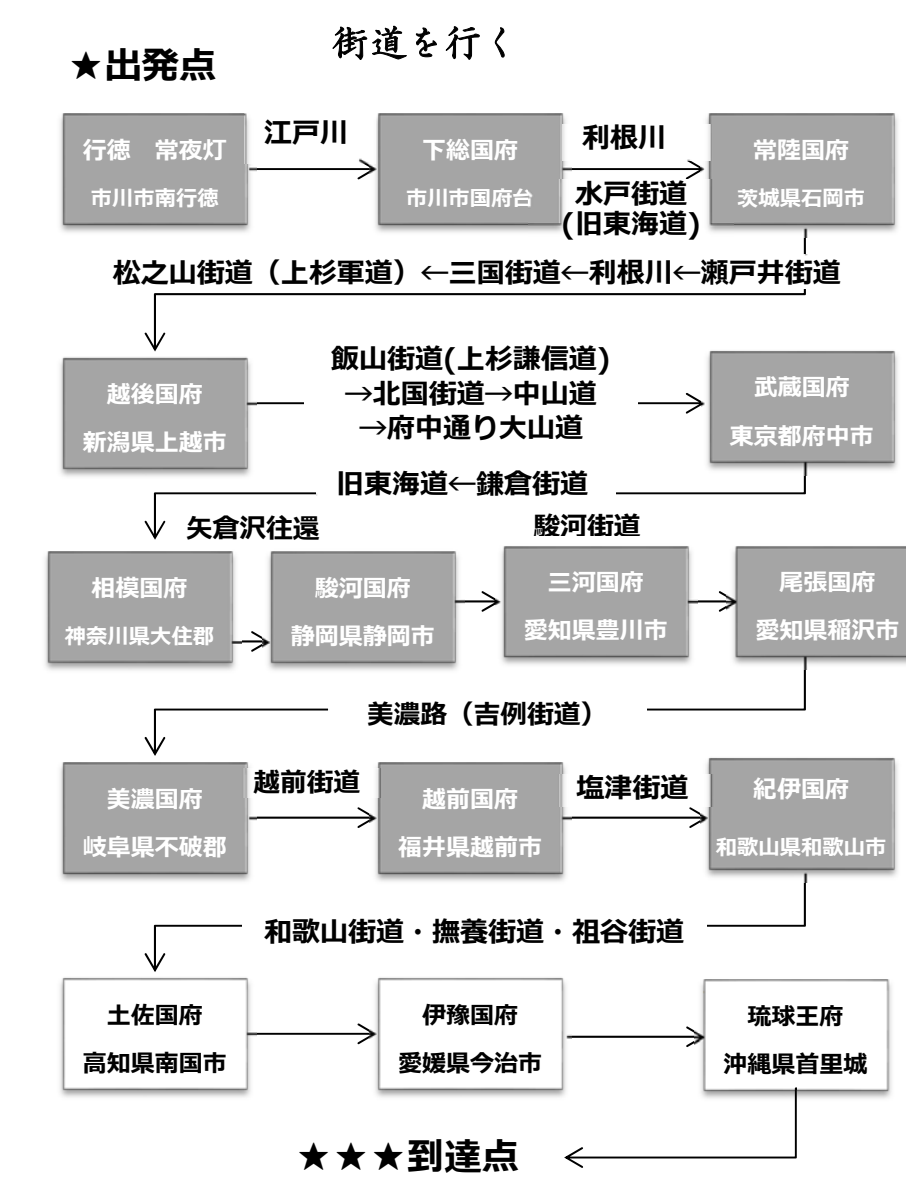 街道を行く
★出発点
行徳　常夜灯
市川市南行徳
江戸川
下総国府
市川市国府台
利根川
水戸街道
(旧東海道)
常陸国府
茨城県石岡市
松之山街道（上杉軍道）←三国街道←利根川←瀬戸井街道
越後国府
新潟県上越市
飯山街道(上杉謙信道)
→北国街道→中山道
→府中通り大山道
武蔵国府
東京都府中市
旧東海道←鎌倉街道
矢倉沢往還
駿河街道
相模国府
神奈川県大住郡
駿河国府
静岡県静岡市
三河国府
愛知県豊川市
尾張国府
愛知県稲沢市
美濃路（吉例街道）
美濃国府
岐阜県不破郡
越前街道
越前国府
福井県越前市
塩津街道
紀伊国府
和歌山県和歌山市
和歌山街道・撫養街道・祖谷街道
土佐国府
高知県南国市
伊豫国府
愛媛県今治市
琉球王府
沖縄県首里城
★★★到達点